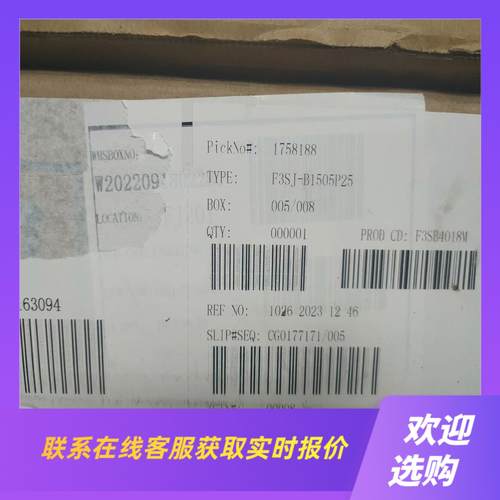 PickNo#: 1758188
WHSBOXNO:
TYPE: F3SJ-B1505P25
W202209
BOX: 005/008
LOCATION:
QTY: 000001
PROD CD: F3SB4018M
63094
REF NO: 1026 2023 12 46
SLIP#SEQ: CG0177171/005
联系在线客服获取实时报价
欢迎
选购